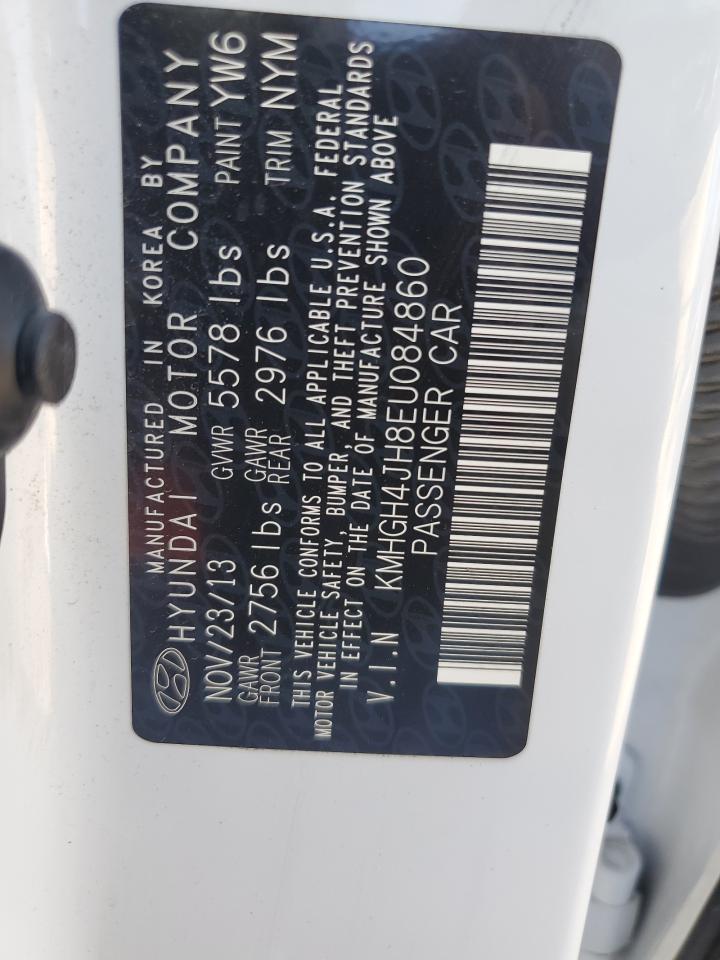 MANUFACTURED IN KOREA BY
HYUNDAI MOTOR COMPANY
NOV/23/13 GVWR 5578 lbs PAINT YW6
GAWR FRONT 2756 lbs GAWR REAR 2976 lbs TRIM NYM
THIS VEHICLE CONFORMS TO ALL APPLICABLE U.S.A. FEDERAL
MOTOR VEHICLE SAFETY, BUMPER, AND THEFT PREVENTION STANDARDS
IN EFFECT ON THE DATE OF MANUFACTURE SHOWN ABOVE
V.I.N KMHGH4JH8EU084860
PASSENGER CAR